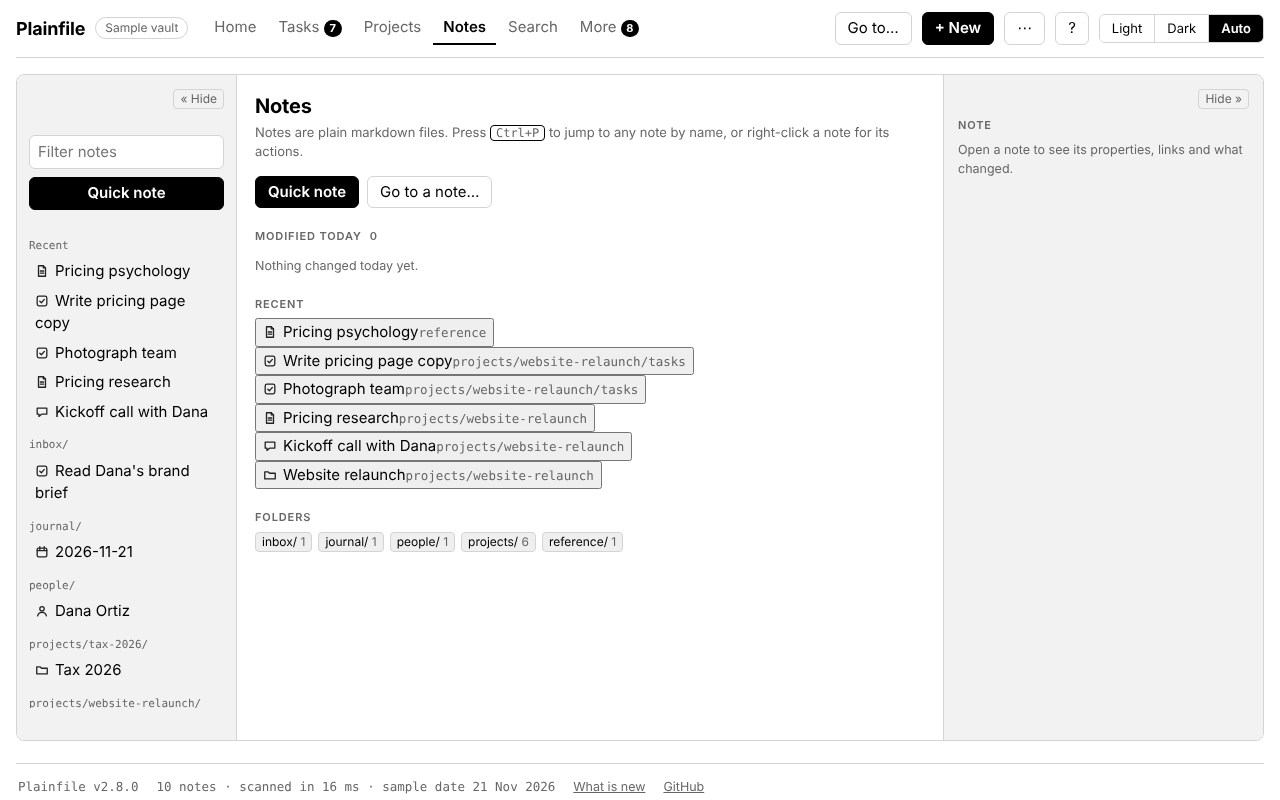 Plainfile Sample vault Home Tasks 7 Projects Notes Search More 8 Go to... + New ··· ? Light Dark Auto
« Hide
Filter notes
Quick note
Recent
Pricing psychology
Write pricing page
copy
Photograph team
Pricing research
Kickoff call with Dana
inbox/
Read Dana's brand
brief
journal/
2026-11-21
people/
Dana Ortiz
projects/tax-2026/
Tax 2026
projects/website-relaunch/
Notes
Notes are plain markdown files. Press Ctrl+P to jump to any note by name, or right-click a note for its
actions.
Quick note Go to a note...
MODIFIED TODAY 0
Nothing changed today yet.
RECENT
Pricing psychology reference
Write pricing page copy projects/website-relaunch/tasks
Photograph team projects/website-relaunch/tasks
Pricing research projects/website-relaunch
Kickoff call with Dana projects/website-relaunch
Website relaunch projects/website-relaunch
FOLDERS
inbox/ 1 journal/ 1 people/ 1 projects/ 6 reference/ 1
Hide »
NOTE
Open a note to see its properties, links and what
changed.
Plainfile v2.8.0 10 notes · scanned in 16 ms · sample date 21 Nov 2026 What is new GitHub